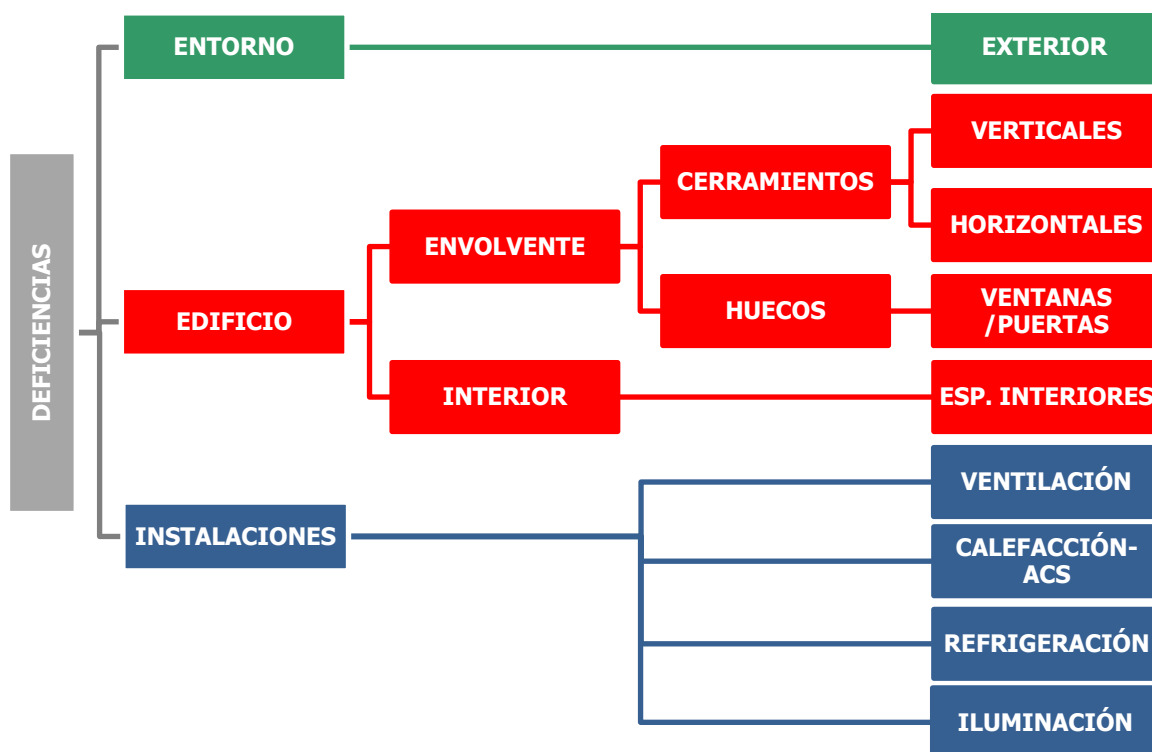 DEFICIENCIAS
ENTORNO
EXTERIOR
EDIFICIO
ENVOLVENTE
CERRAMIENTOS
VERTICALES
HORIZONTALES
HUECOS
VENTANAS
/PUERTAS
INTERIOR
ESP. INTERIORES
INSTALACIONES
VENTILACIÓN
CALEFACCIÓN-
ACS
REFRIGERACIÓN
ILUMINACIÓN